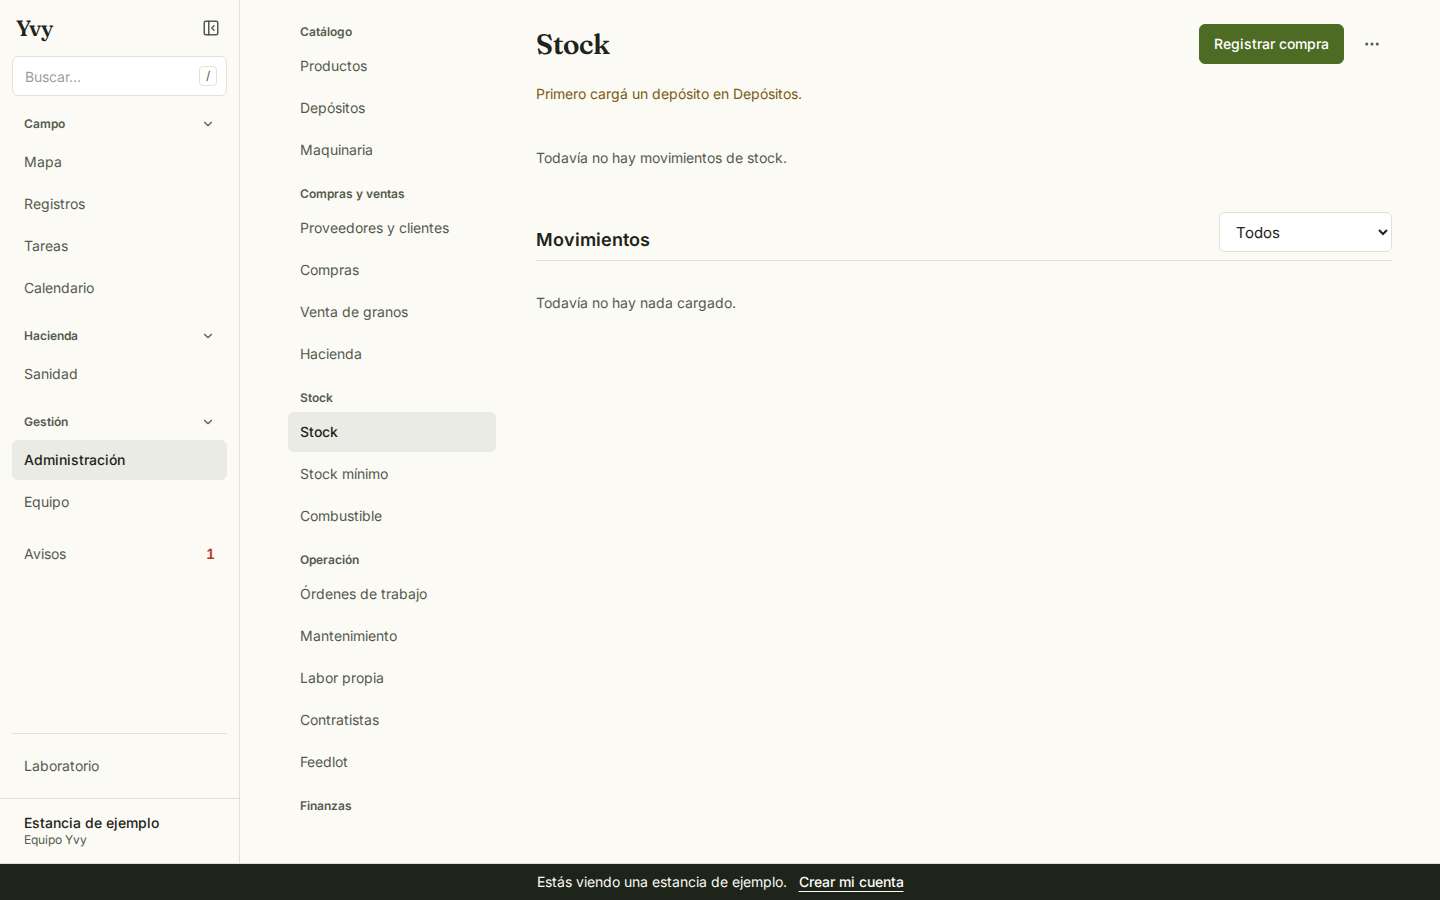 Yvy
Buscar...
/
Campo
Mapa
Registros
Tareas
Calendario
Hacienda
Sanidad
Gestión
Administración
Equipo
Avisos 1
Laboratorio
Estancia de ejemplo
Equipo Yvy
Catálogo
Productos
Depósitos
Maquinaria
Compras y ventas
Proveedores y clientes
Compras
Venta de granos
Hacienda
Stock
Stock
Stock mínimo
Combustible
Operación
Órdenes de trabajo
Mantenimiento
Labor propia
Contratistas
Feedlot
Finanzas
Stock
Registrar compra
Primero cargá un depósito en Depósitos.
Todavía no hay movimientos de stock.
Movimientos
Todos
Todavía no hay nada cargado.
Estás viendo una estancia de ejemplo. Crear mi cuenta